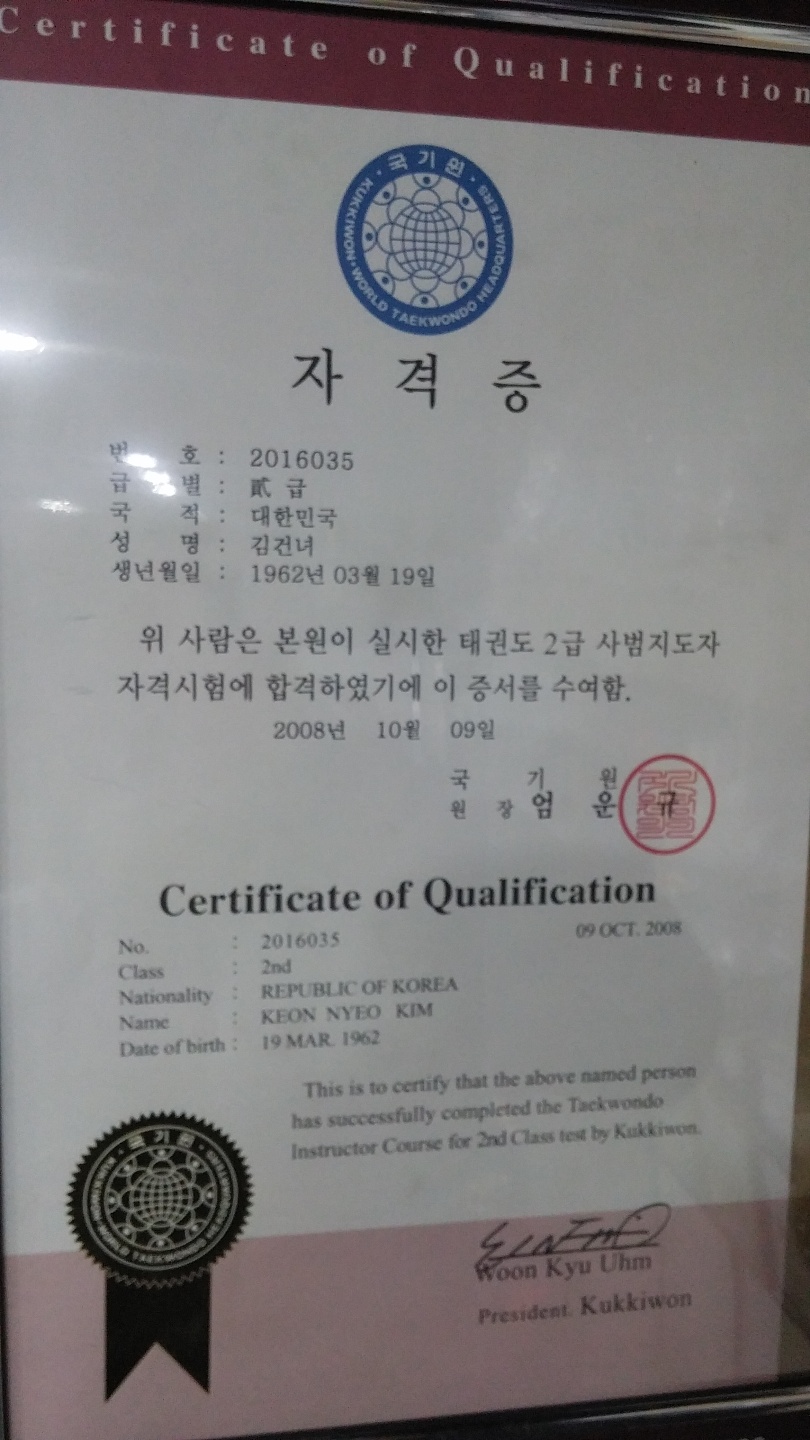 Certificate of Qualification
· 국기원 ·
KUKKIWON · WORLD TAEKWONDO HEADQUARTERS
자 격 증
번 호 : 2016035
급 별 : 貳 급
국 적 : 대한민국
성 명 : 김건녀
생년월일 : 1962년 03월 19일
위 사람은 본원이 실시한 태권도 2급 사범지도자
자격시험에 합격하였기에 이 증서를 수여함.
2008년 10월 09일
국 기 원
원 장 엄 운 규
Certificate of Qualification
09 OCT. 2008
No. : 2016035
Class : 2nd
Nationality : REPUBLIC OF KOREA
Name : KEON NYEO KIM
Date of birth : 19 MAR. 1962
This is to certify that the above named person
has successfully completed the Taekwondo
Instructor Course for 2nd Class test by Kukkiwon.
· 국기원 ·
WORLD TAEKWONDO
Woon Kyu Uhm
President. Kukkiwon